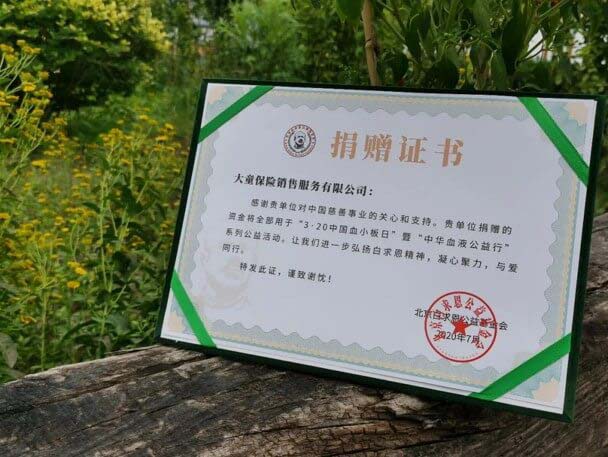 捐赠证书
大童保险销售服务有限公司：
感谢贵单位对中国慈善事业的关心和支持。贵单位捐赠的
资金将全部用于“3·20中国血小板日”暨“中华血液公益行”
系列公益活动。让我们进一步弘扬白求恩精神，凝心聚力，与爱
同行。
特发此证，谨致谢忱！
北京白求恩公益基金会
2020年7月